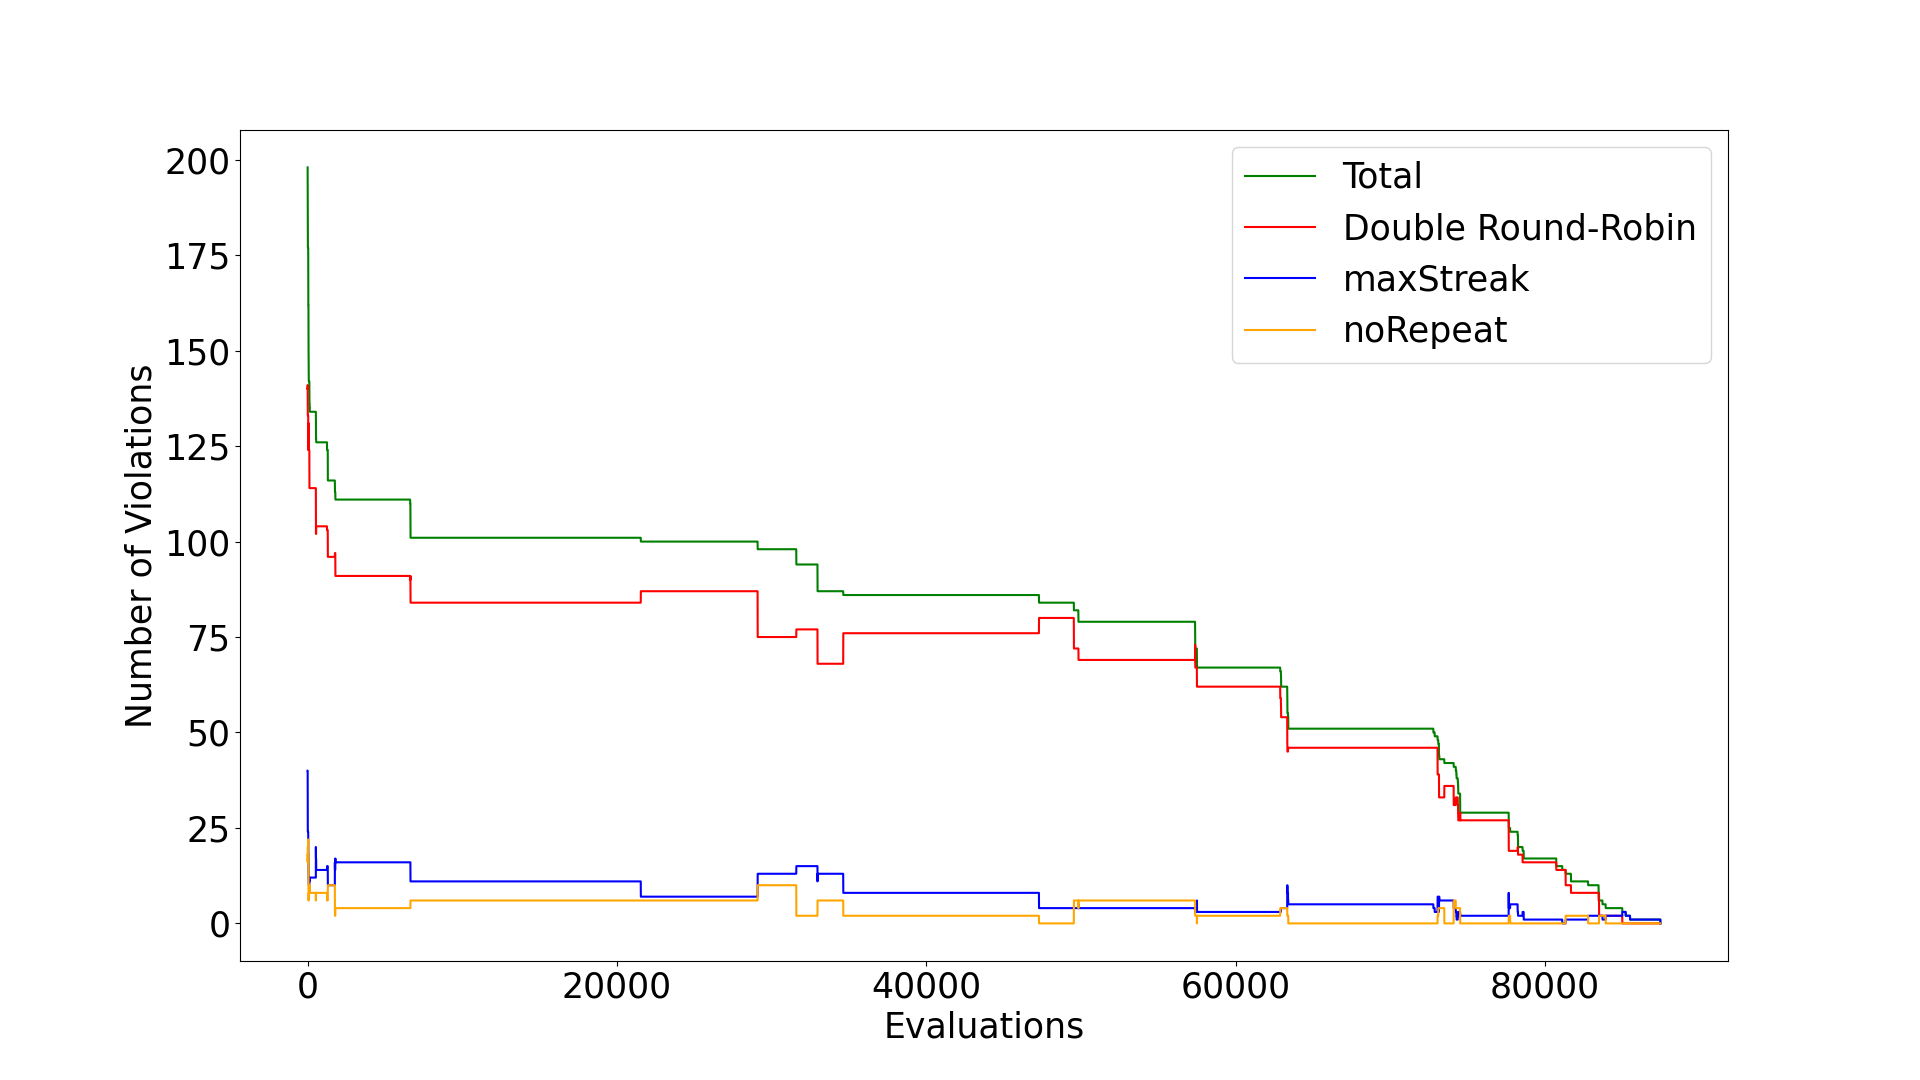 Number of Violations
200
175
150
125
100
75
50
25
0
Total
Double Round-Robin
maxStreak
noRepeat
0 20000 40000 60000 80000
Evaluations